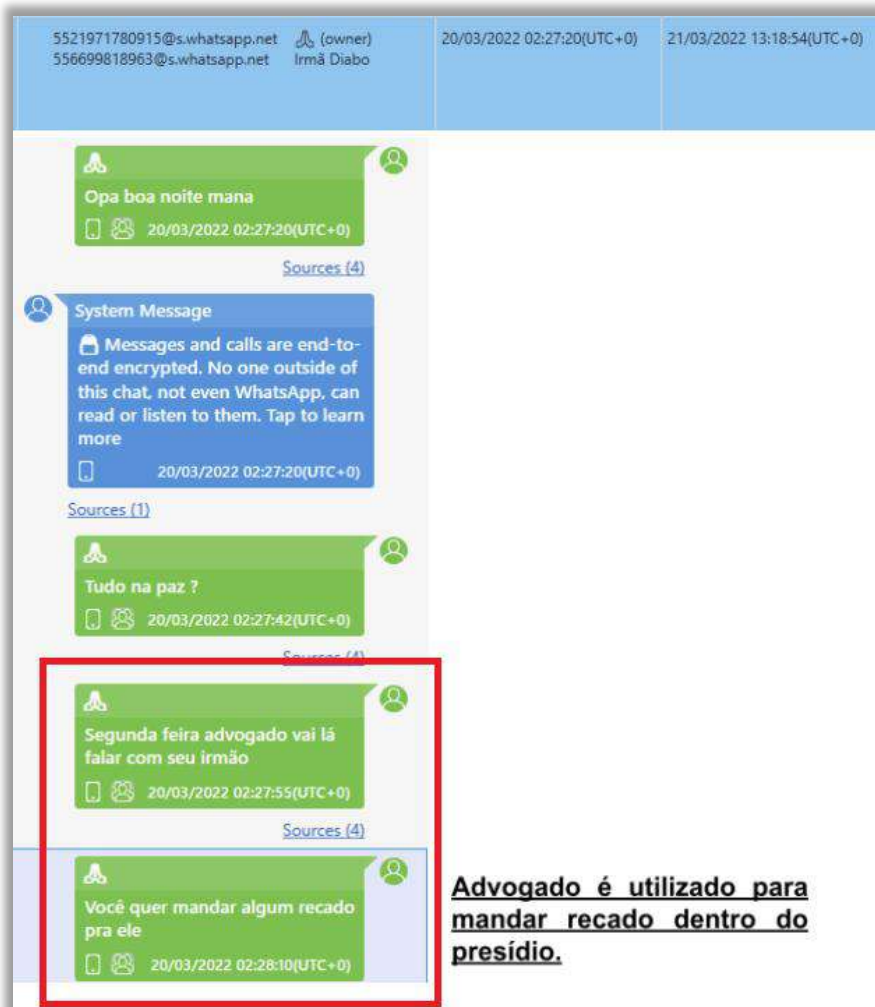 5521971780915@s.whatsapp.net (owner) 20/03/2022 02:27:20(UTC+0) 21/03/2022 13:18:54(UTC+0)
556699818963@s.whatsapp.net Irmã Diabo
Opa boa noite mana
20/03/2022 02:27:20(UTC+0)
Sources (4)
System Message
Messages and calls are end-to-
end encrypted. No one outside of
this chat, not even WhatsApp, can
read or listen to them. Tap to learn
more
20/03/2022 02:27:20(UTC+0)
Sources (1)
Tudo na paz ?
20/03/2022 02:27:42(UTC+0)
Sources (4)
Segunda feira advogado vai lá
falar com seu irmão
20/03/2022 02:27:55(UTC+0)
Sources (4)
Você quer mandar algum recado
pra ele
20/03/2022 02:28:10(UTC+0)
Advogado é utilizado para
mandar recado dentro do
presídio.